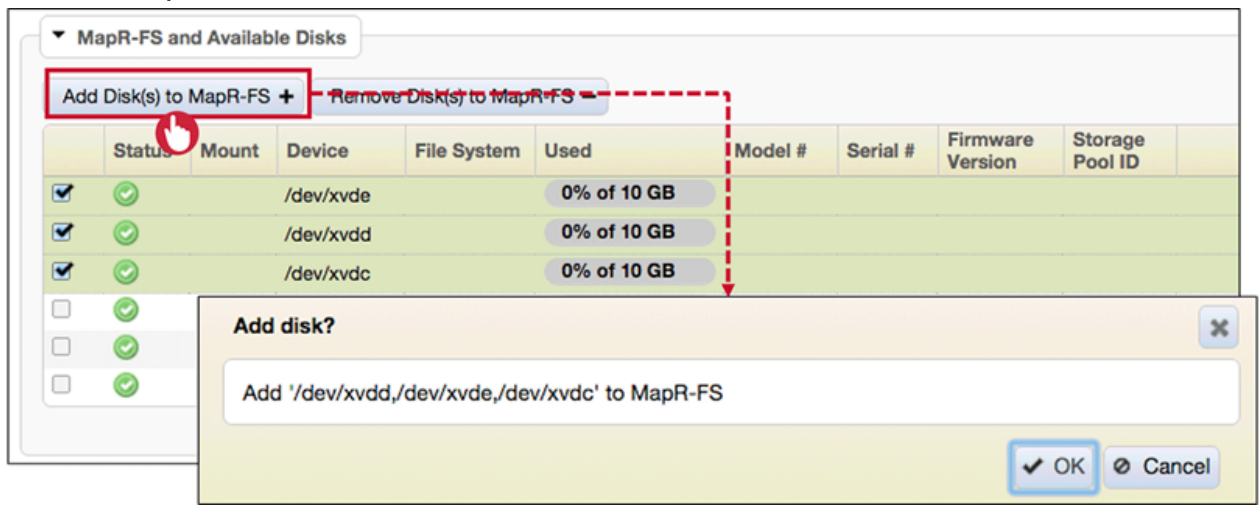 MapR-FS and Available Disks
Add Disk(s) to MapR-FS + Remove Disk(s) to MapR-FS −
Status Mount Device File System Used Model # Serial # Firmware Version Storage Pool ID
/dev/xvde 0% of 10 GB
/dev/xvdd 0% of 10 GB
/dev/xvdc 0% of 10 GB
Add disk?
Add '/dev/xvdd,/dev/xvde,/dev/xvdc' to MapR-FS
OK Cancel